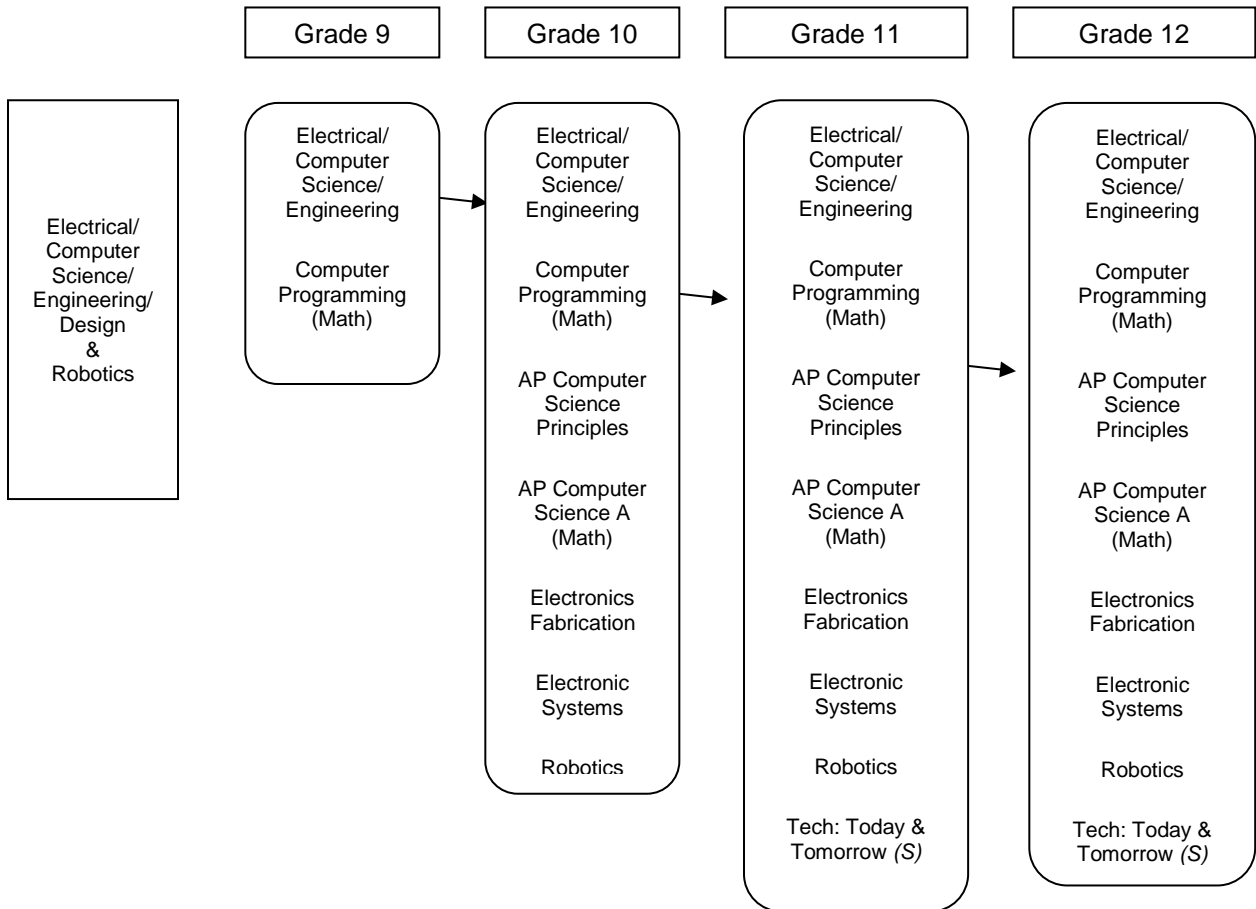 Grade 9
Grade 10
Grade 11
Grade 12
Electrical/
Computer
Science/
Engineering/
Design
&
Robotics
Electrical/
Computer
Science/
Engineering
Computer
Programming
(Math)
Electrical/
Computer
Science/
Engineering
Computer
Programming
(Math)
AP Computer
Science
Principles
AP Computer
Science A
(Math)
Electronics
Fabrication
Electronic
Systems
Robotics
Electrical/
Computer
Science/
Engineering
Computer
Programming
(Math)
AP Computer
Science
Principles
AP Computer
Science A
(Math)
Electronics
Fabrication
Electronic
Systems
Robotics
Tech: Today &
Tomorrow (S)
Electrical/
Computer
Science/
Engineering
Computer
Programming
(Math)
AP Computer
Science
Principles
AP Computer
Science A
(Math)
Electronics
Fabrication
Electronic
Systems
Robotics
Tech: Today &
Tomorrow (S)